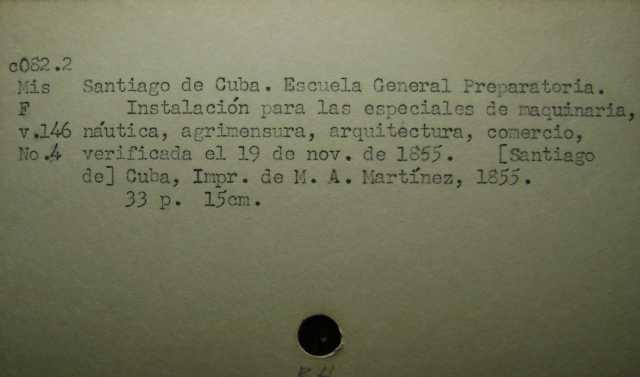 c082.2
Mis Santiago de Cuba. Escuela General Preparatoria.
F Instalación para las especiales de maquinaria,
v.146 náutica, agrimensura, arquitéctura, comercio,
No.4 verificada el 19 de nov. de 1855. [Santiago
de] Cuba, Impr. de M. A. Martínez, 1855.
33 p. 15cm.